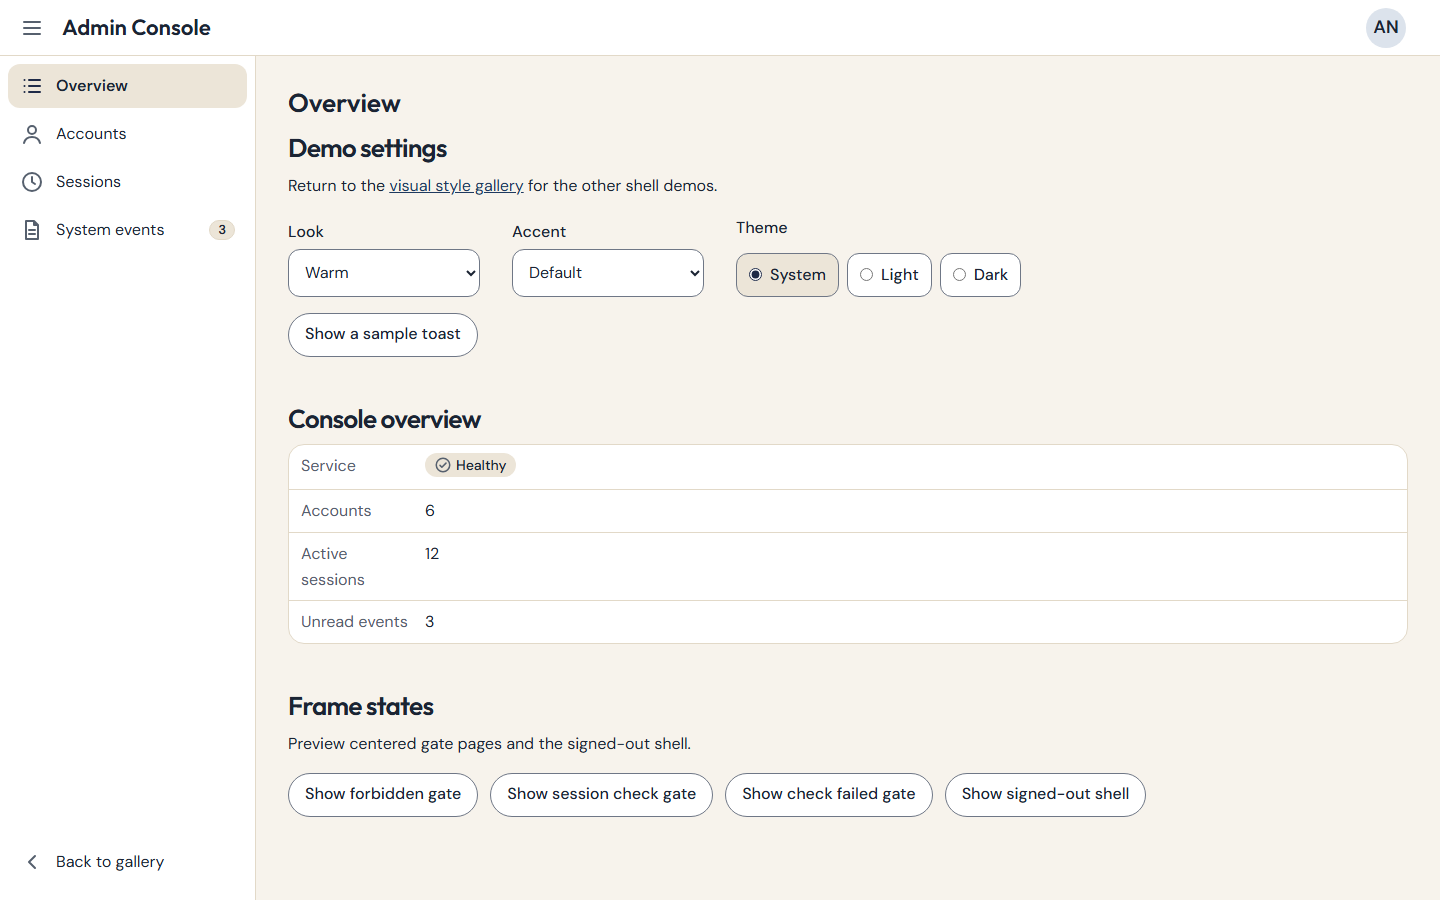 Admin Console
AN
Overview
Accounts
Sessions
System events 3
Back to gallery
Overview
Demo settings
Return to the visual style gallery for the other shell demos.
Look
Warm
Accent
Default
Theme
System Light Dark
Show a sample toast
Console overview
Service Healthy
Accounts 6
Active sessions 12
Unread events 3
Frame states
Preview centered gate pages and the signed-out shell.
Show forbidden gate Show session check gate Show check failed gate Show signed-out shell